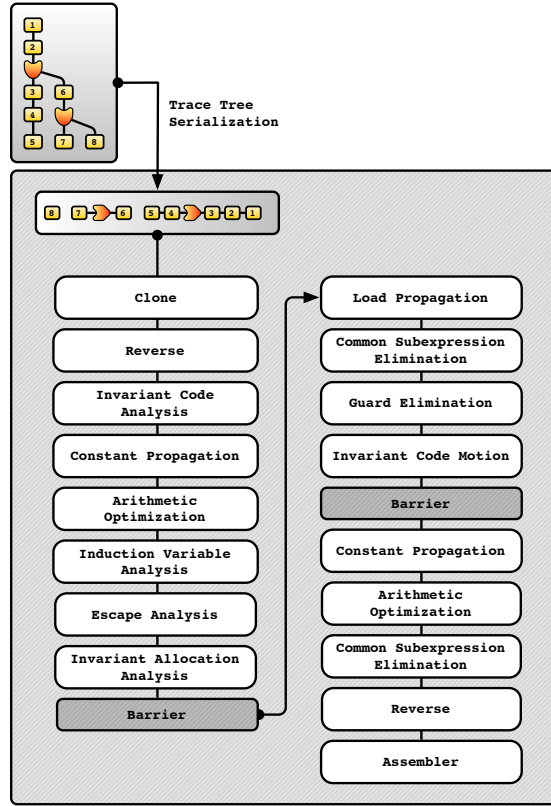 1
2
3 6
4
5 7 8
Trace Tree
Serialization
8 7 6 5 4 3 2 1
Clone
Reverse
Invariant Code
Analysis
Constant Propagation
Arithmetic
Optimization
Induction Variable
Analysis
Escape Analysis
Invariant Allocation
Analysis
Barrier
Load Propagation
Common Subexpression
Elimination
Guard Elimination
Invariant Code Motion
Barrier
Constant Propagation
Arithmetic
Optimization
Common Subexpression
Elimination
Reverse
Assembler